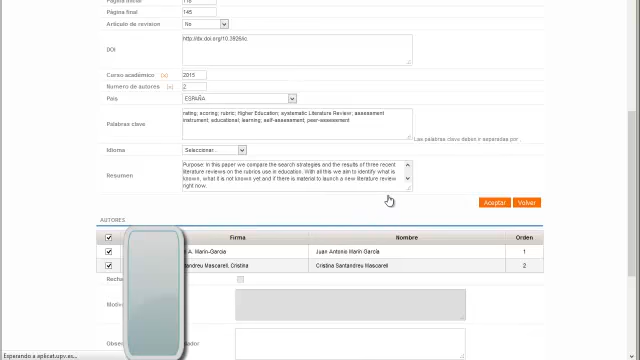 Página final 145
Artículo de revisión No
DOI http://dx.doi.org/10.3926/ic.
Curso académico [x] 2015
Numero de autores [x] 2
País ESPAÑA
Palabras clave rating; scoring; rubric; Higher Education; systematic Literature Review; assessment
instrument; educational; learning; self-assessment; peer-assessment
Las palabras clave deben ir separadas por ,
Idioma Seleccionar...
Resumen Purpose: In this paper we compare the search strategies and the results of three recent
literature reviews on the rubrics use in education. With all this we aim to identify what is
known, what it is not known yet and if there is material to launch a new literature review
right now.
Aceptar Volver
AUTORES
Firma Nombre Orden
A. Marin-Garcia Juan Antonio Marin Garcia 1
Mascarell, Cristina Cristina Santandreu Mascarell 2
Esperando a aplicat.upv.es...